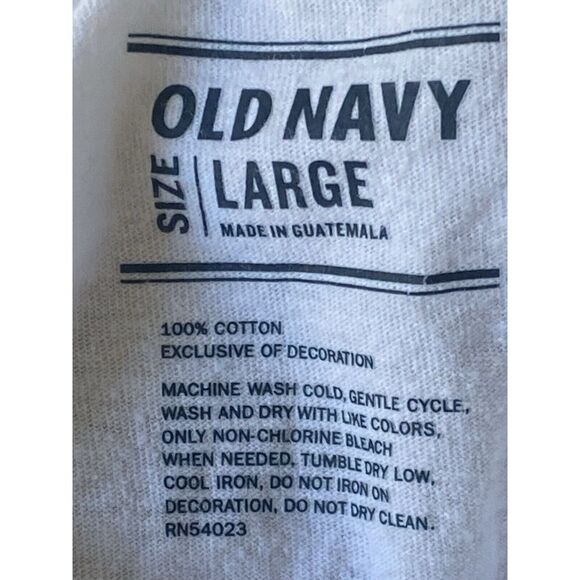 OLD NAVY
SIZE
LARGE
MADE IN GUATEMALA
100% COTTON
EXCLUSIVE OF DECORATION
MACHINE WASH COLD, GENTLE CYCLE,
WASH AND DRY WITH LIKE COLORS,
ONLY NON-CHLORINE BLEACH
WHEN NEEDED, TUMBLE DRY LOW,
COOL IRON, DO NOT IRON ON
DECORATION, DO NOT DRY CLEAN.
RN54023